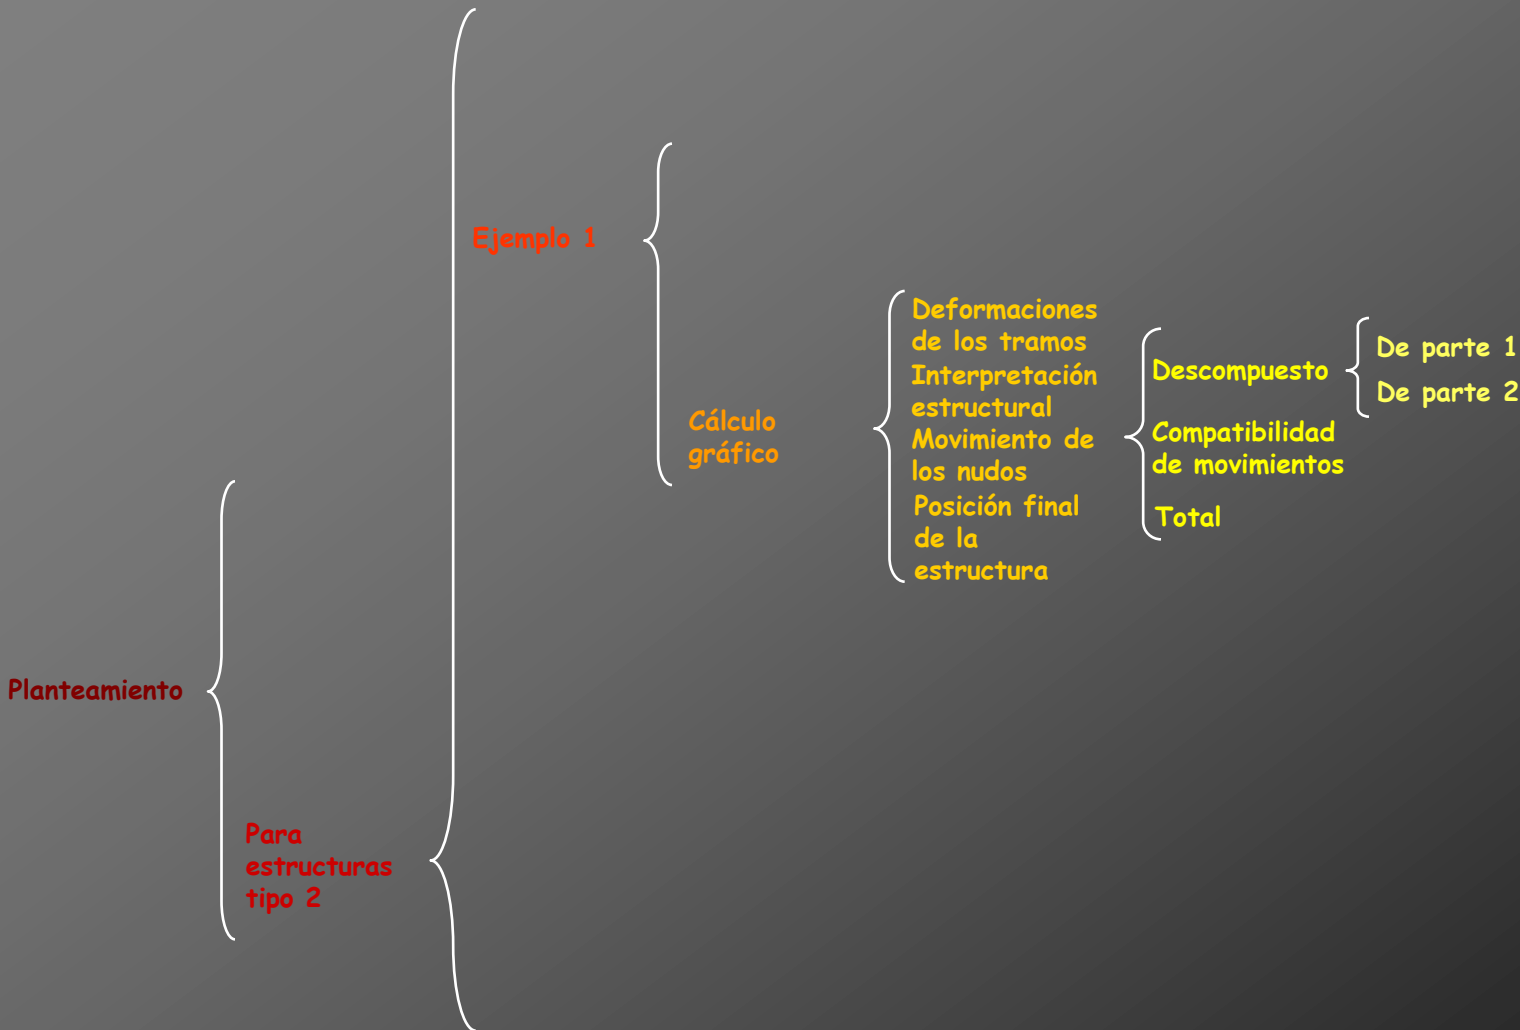 Planteamiento
Para
estructuras
tipo 2
Ejemplo 1
Cálculo
gráfico
Deformaciones
de los tramos
Interpretación
estructural
Movimiento de
los nudos
Posición final
de la
estructura
Descompuesto
Compatibilidad
de movimientos
Total
De parte 1
De parte 2